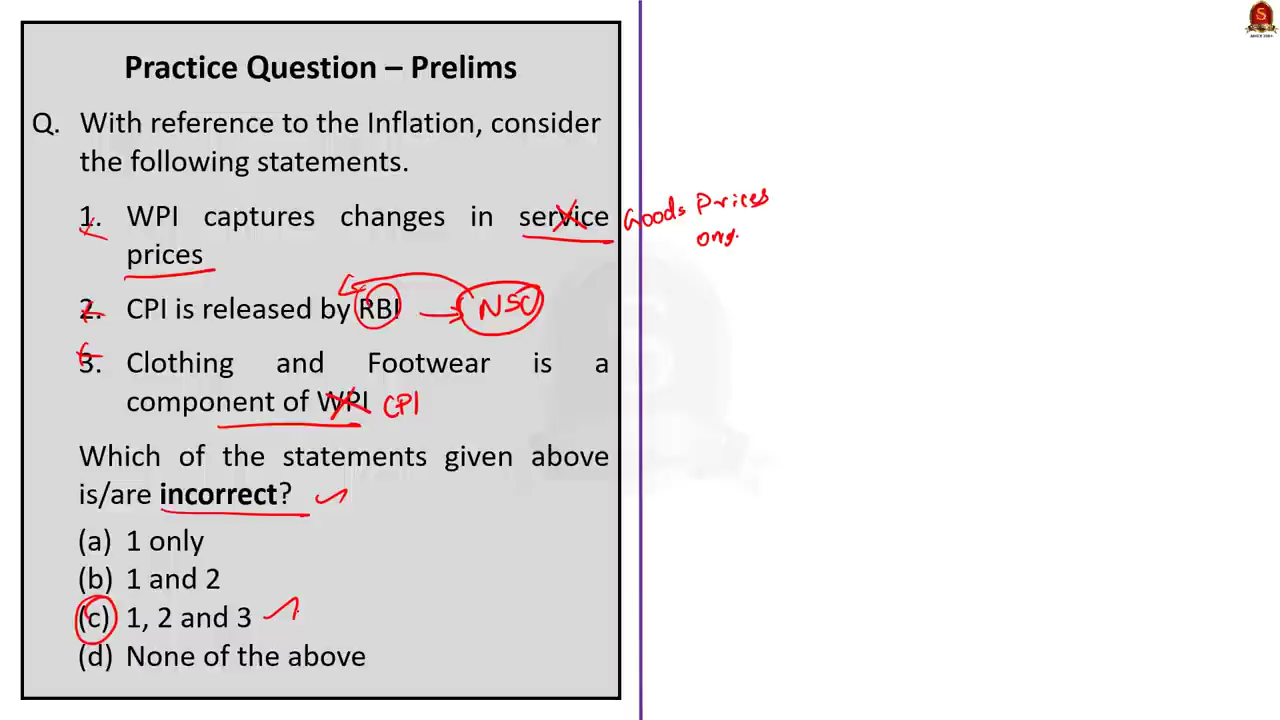 Practice Question – Prelims
Q. With reference to the Inflation, consider
the following statements.
1. WPI captures changes in service Goods Prices
prices
2. CPI is released by RBI NSO
3. Clothing and Footwear is a
component of WPI CPI
Which of the statements given above
is/are incorrect?
(a) 1 only
(b) 1 and 2
(c) 1, 2 and 3
(d) None of the above
S